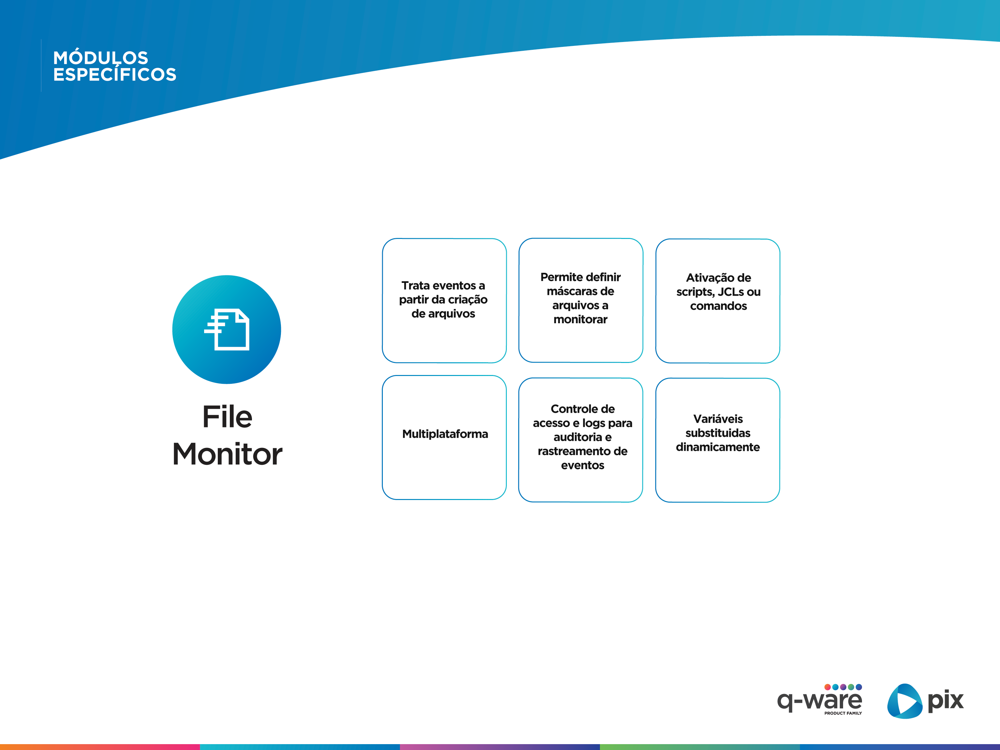 MÓDULOS
ESPECÍFICOS
File
Monitor
Trata eventos a
partir da criação
de arquivos
Permite definir
máscaras de
arquivos a
monitorar
Ativação de
scripts, JCLs ou
comandos
Multiplataforma
Controle de
acesso e logs para
auditoria e
rastreamento de
eventos
Variáveis
substituidas
dinamicamente
q-ware
PRODUCT FAMILY
pix